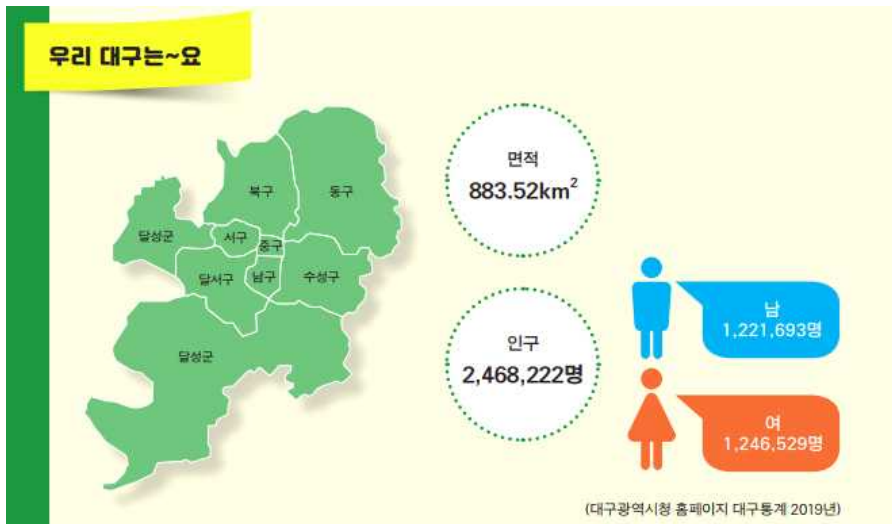 우리 대구는~요
북구
동구
달성군
서구
중구
달서구
남구
수성구
달성군
면적
883.52km²
인구
2,468,222명
남
1,221,693명
여
1,246,529명
(대구광역시청 홈페이지 대구통계 2019년)